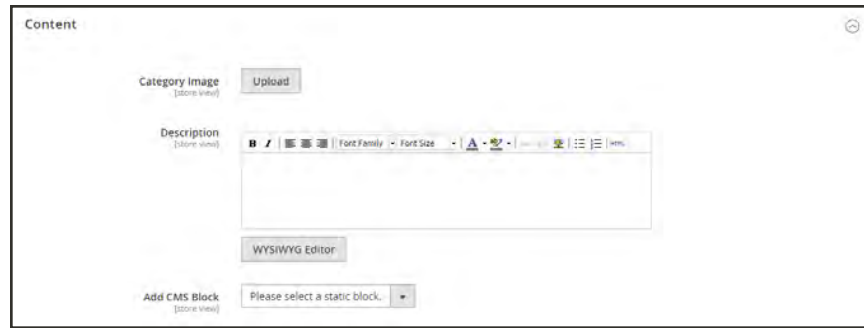 Content
Category Image
[store view]
Upload
Description
[store view]
B I Font Family Font Size A HTML
WYSIWYG Editor
Add CMS Block
[store view]
Please select a static block.